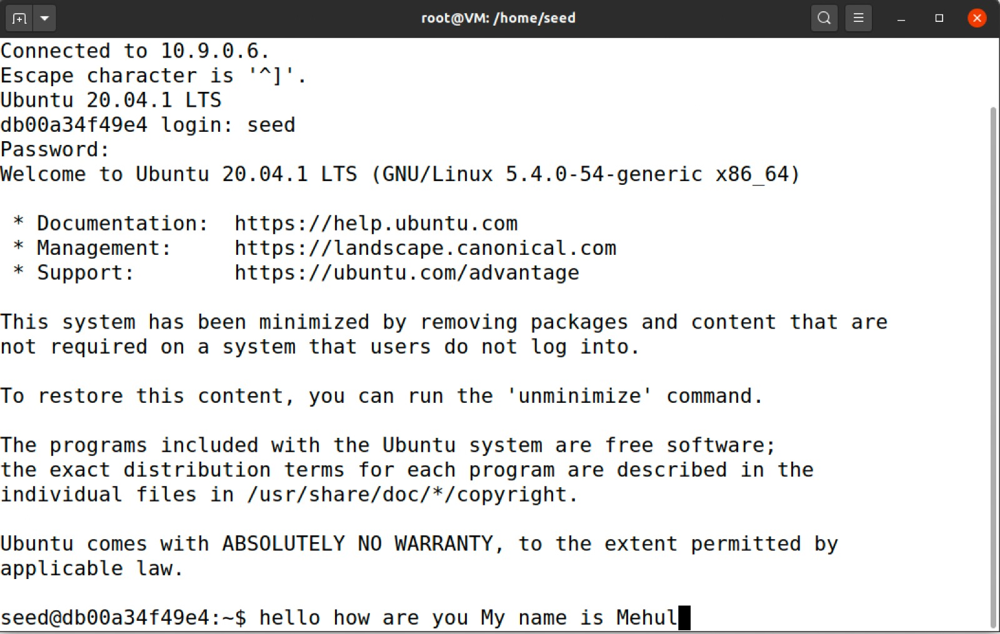 root@VM: /home/seed
Connected to 10.9.0.6.
Escape character is '^]'.
Ubuntu 20.04.1 LTS
db00a34f49e4 login: seed
Password:
Welcome to Ubuntu 20.04.1 LTS (GNU/Linux 5.4.0-54-generic x86_64)

 * Documentation:  https://help.ubuntu.com
 * Management:     https://landscape.canonical.com
 * Support:        https://ubuntu.com/advantage

This system has been minimized by removing packages and content that are
not required on a system that users do not log into.

To restore this content, you can run the 'unminimize' command.

The programs included with the Ubuntu system are free software;
the exact distribution terms for each program are described in the
individual files in /usr/share/doc/*/copyright.

Ubuntu comes with ABSOLUTELY NO WARRANTY, to the extent permitted by
applicable law.

seed@db00a34f49e4:~$ hello how are you My name is Mehul